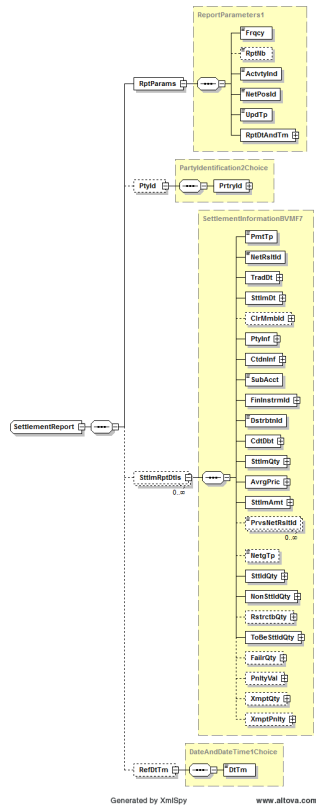 ReportParameters1
Frqcy
RptNb
ActvtyInd
NetPosId
UpdTp
RptDtAndTm
RptParams
PartyIdentification2Choice
PtyId
PrtryId
SettlementInformationBVMF7
PmtTp
NetRsltId
TradDt
SttlmDt
ClrMmbId
PtyInf
CtdnInf
SubAcct
FinInstrmId
DstrbtnId
CdtDbt
SttlmQty
AvrgPric
SttlmAmt
PrvsNetRsltId
0..∞
NetgTp
SttldQty
NonSttldQty
RstrctbQty
ToBeSttldQty
FailrQty
PnltyVal
XmptQty
XmptPnlty
SettlementReport
SttlmRptDtls
0..∞
DateAndDateTime1Choice
RefDtTm
DtTm
Generated by XmlSpy
www.altova.com